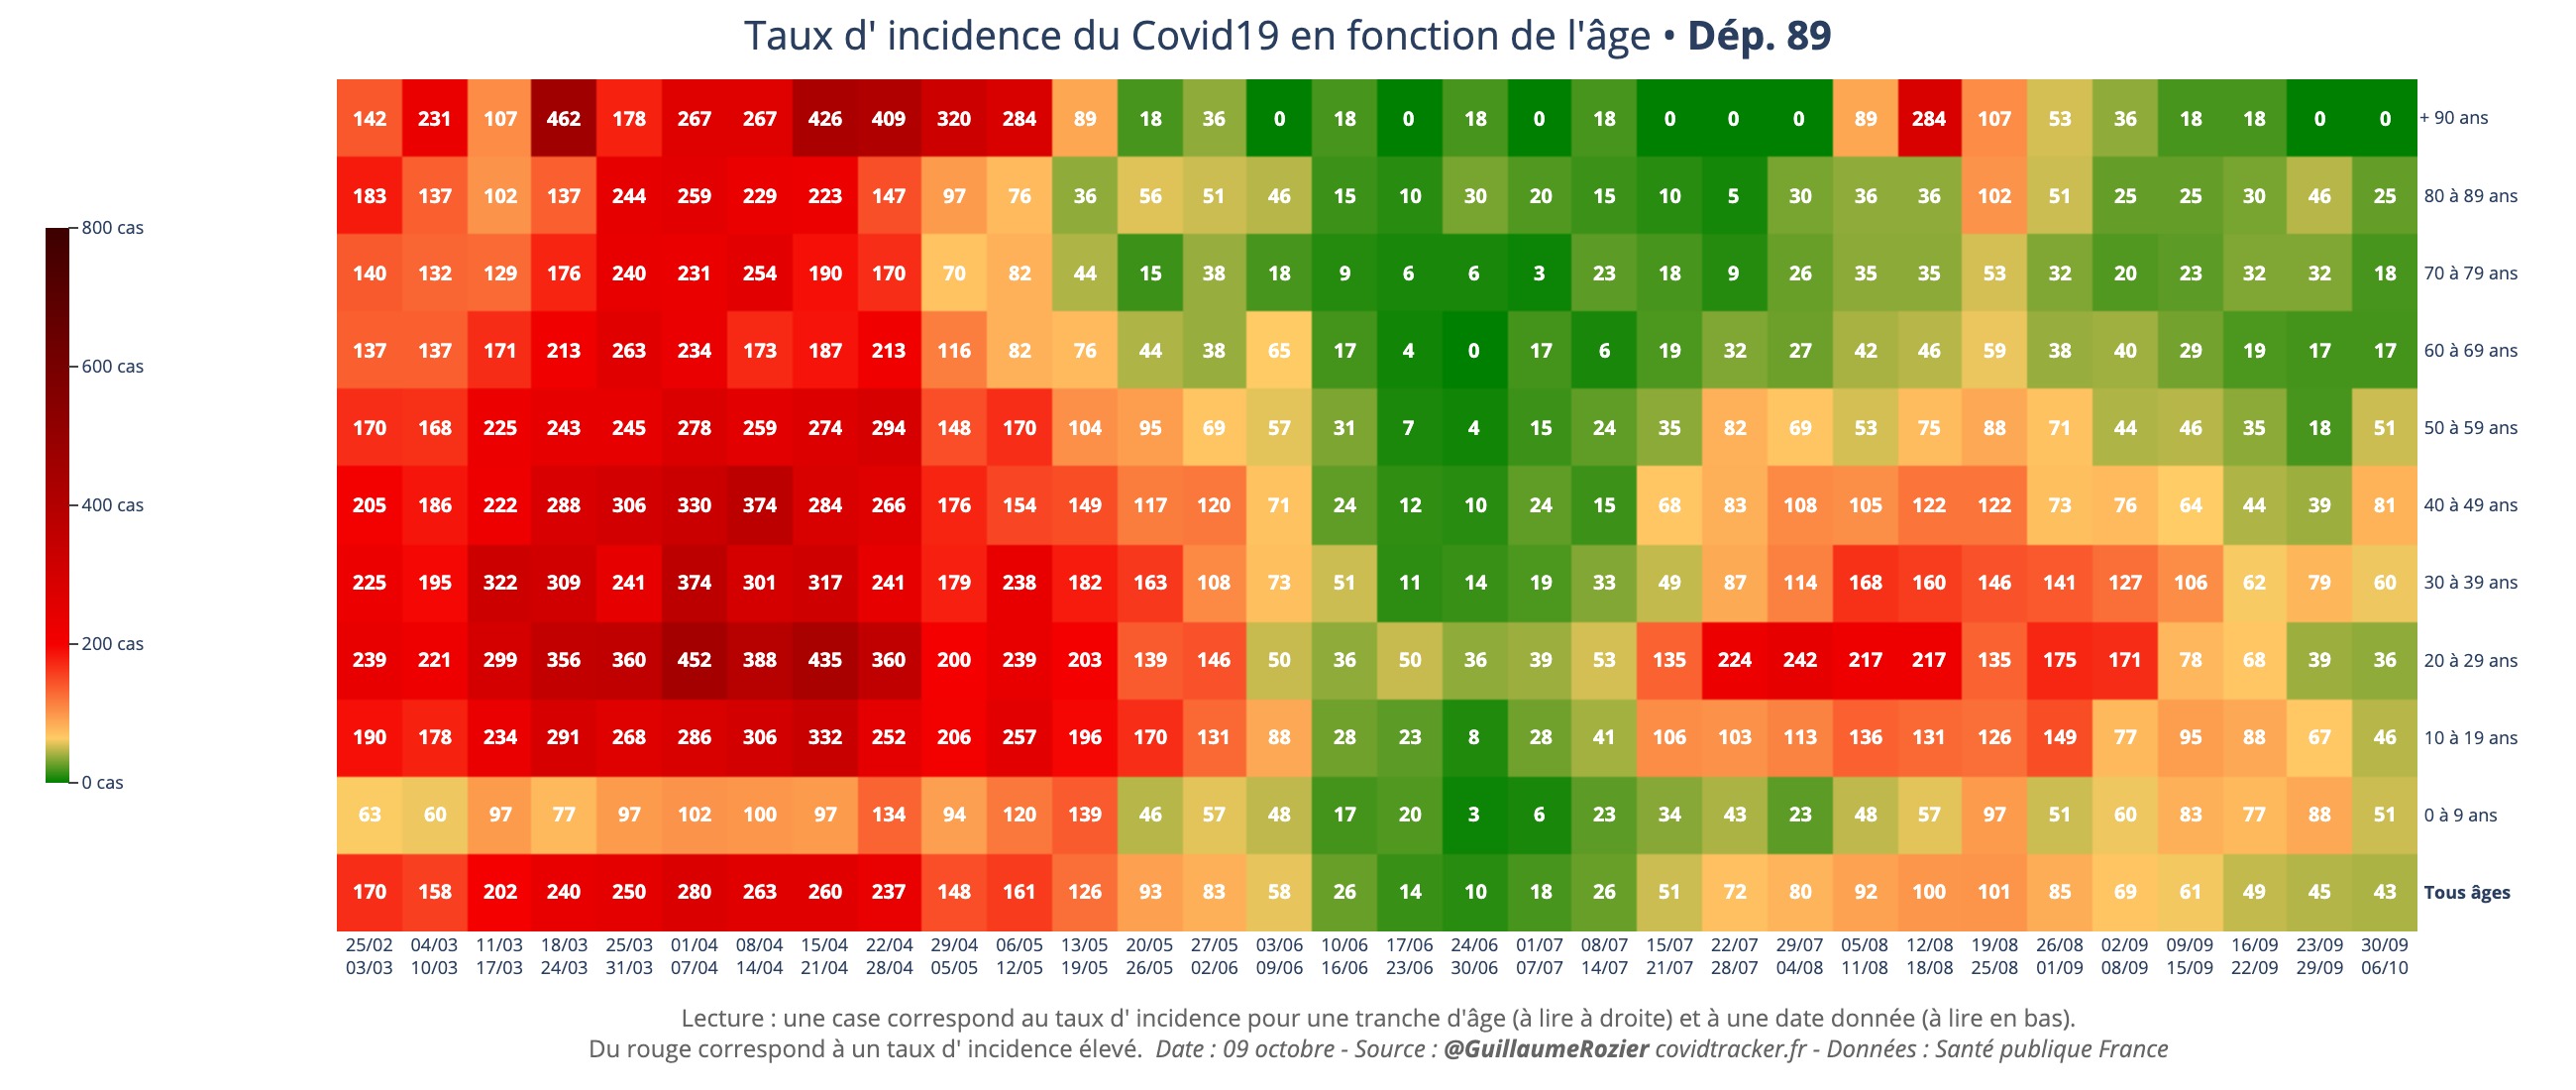 Taux d' incidence du Covid19 en fonction de l'âge • Dép. 89
142 231 107 462 178 267 267 426 409 320 284 89 18 36 0 18 0 18 0 18 0 0 0 89 284 107 53 36 18 18 0 0 + 90 ans
183 137 102 137 244 259 229 223 147 97 76 36 56 51 46 15 10 30 20 15 10 5 30 36 36 102 51 25 25 30 46 25 80 à 89 ans
800 cas
140 132 129 176 240 231 254 190 170 70 82 44 15 38 18 9 6 6 3 23 18 9 26 35 35 53 32 20 23 32 32 18 70 à 79 ans
137 137 171 213 263 234 173 187 213 116 82 76 44 38 65 17 4 0 17 6 19 32 27 42 46 59 38 40 29 19 17 17 60 à 69 ans
600 cas
170 168 225 243 245 278 259 274 294 148 170 104 95 69 57 31 7 4 15 24 35 82 69 53 75 88 71 44 46 35 18 51 50 à 59 ans
400 cas
205 186 222 288 306 330 374 284 266 176 154 149 117 120 71 24 12 10 24 15 68 83 108 105 122 122 73 76 64 44 39 81 40 à 49 ans
225 195 322 309 241 374 301 317 241 179 238 182 163 108 73 51 11 14 19 33 49 87 114 168 160 146 141 127 106 62 79 60 30 à 39 ans
200 cas
239 221 299 356 360 452 388 435 360 200 239 203 139 146 50 36 50 36 39 53 135 224 242 217 217 135 175 171 78 68 39 36 20 à 29 ans
190 178 234 291 268 286 306 332 252 206 257 196 170 131 88 28 23 8 28 41 106 103 113 136 131 126 149 77 95 88 67 46 10 à 19 ans
0 cas
63 60 97 77 97 102 100 97 134 94 120 139 46 57 48 17 20 3 6 23 34 43 23 48 57 97 51 60 83 77 88 51 0 à 9 ans
170 158 202 240 250 280 263 260 237 148 161 126 93 83 58 26 14 10 18 26 51 72 80 92 100 101 85 69 61 49 45 43 Tous âges
25/02 04/03 11/03 18/03 25/03 01/04 08/04 15/04 22/04 29/04 06/05 13/05 20/05 27/05 03/06 10/06 17/06 24/06 01/07 08/07 15/07 22/07 29/07 05/08 12/08 19/08 26/08 02/09 09/09 16/09 23/09 30/09
03/03 10/03 17/03 24/03 31/03 07/04 14/04 21/04 28/04 05/05 12/05 19/05 26/05 02/06 09/06 16/06 23/06 30/06 07/07 14/07 21/07 28/07 04/08 11/08 18/08 25/08 01/09 08/09 15/09 22/09 29/09 06/10
Lecture : une case correspond au taux d' incidence pour une tranche d'âge (à lire à droite) et à une date donnée (à lire en bas).
Du rouge correspond à un taux d' incidence élevé. Date : 09 octobre - Source : @GuillaumeRozier covidtracker.fr - Données : Santé publique France